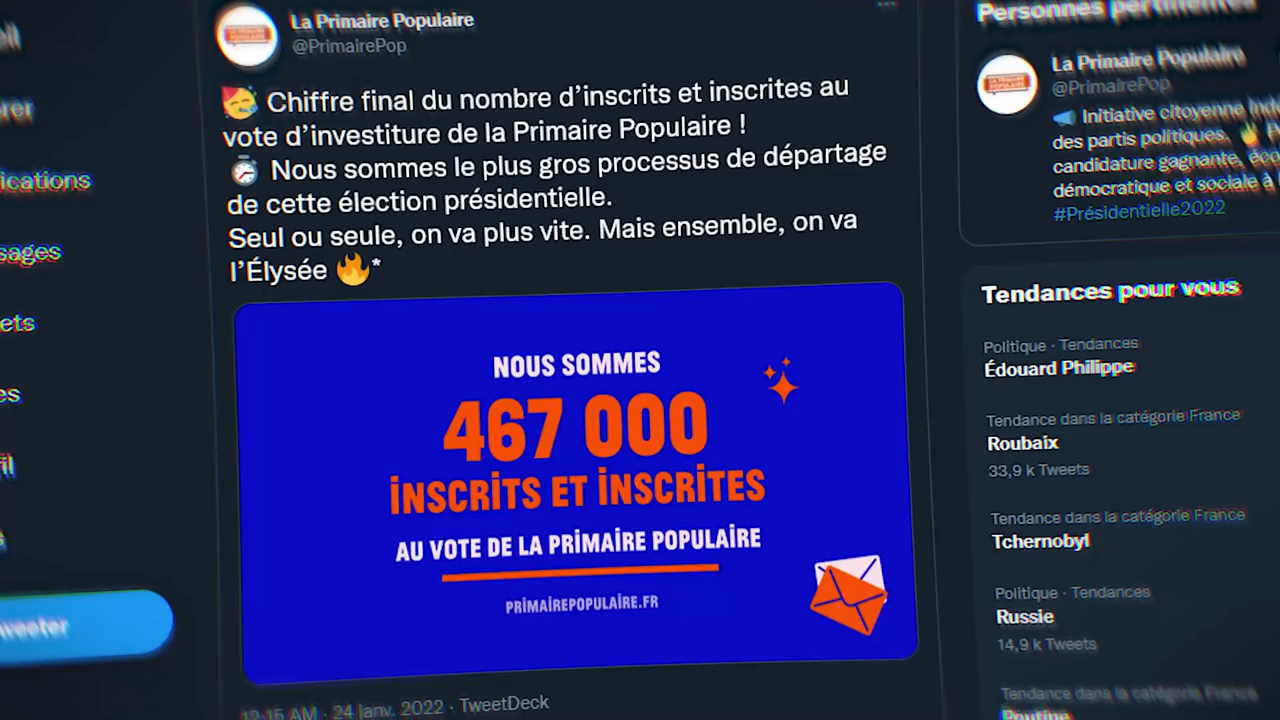 La Primaire Populaire
@PrimairePop
Chiffre final du nombre d'inscrits et inscrites au
vote d'investiture de la Primaire Populaire !
Nous sommes le plus gros processus de départage
de cette élection présidentielle.
Seul ou seule, on va plus vite. Mais ensemble, on va
l'Élysée 🔥*
NOUS SOMMES
467 000
INSCRITS ET INSCRITES
AU VOTE DE LA PRIMAIRE POPULAIRE
PRIMAIREPOPULAIRE.FR
24 janv. 2022 · TweetDeck
ications
sages
ets
es
weeter
Personnes pertinentes
La Primaire Populaire
@PrimairePop
Initiative citoyenne
des partis politiques.
candidature gagnante,
démocratique et sociale à
#Présidentielle2022
Tendances pour vous
Politique · Tendances
Édouard Philippe
Tendance dans la catégorie France
Roubaix
33,9 k Tweets
Tendance dans la catégorie France
Tchernobyl
Politique · Tendances
Russie
14,9 k Tweets
Tendance dans la catégorie France
Poutine